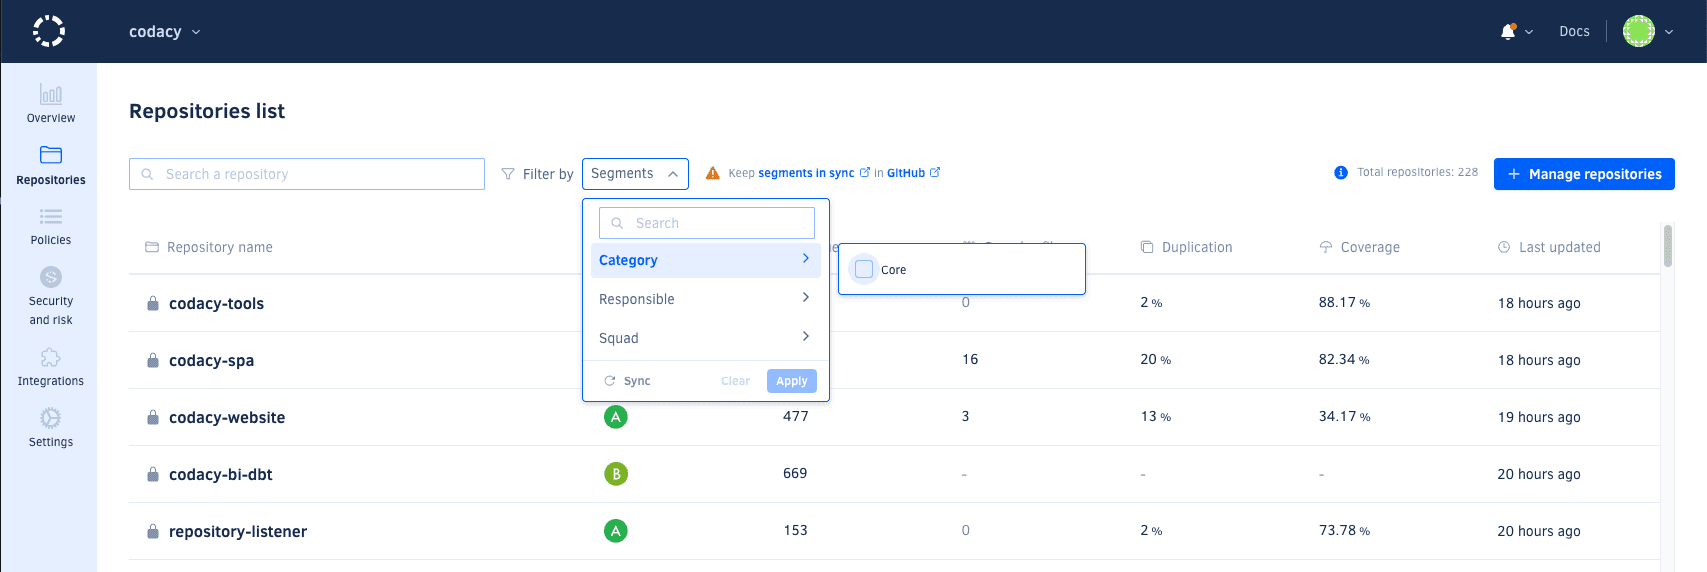 codacy
Docs
Overview
Repositories
Policies
Security
and risk
Integrations
Settings
Repositories list
Search a repository
Filter by
Segments
Keep segments in sync in GitHub
Total repositories: 228
Manage repositories
Search
Category
Responsible
Squad
Sync
Clear
Apply
Core
Repository name
Duplication
Coverage
Last updated
codacy-tools
0
2 %
88.17 %
18 hours ago
codacy-spa
16
20 %
82.34 %
18 hours ago
codacy-website
A
477
3
13 %
34.17 %
19 hours ago
codacy-bi-dbt
B
669
-
-
-
20 hours ago
repository-listener
A
153
0
2 %
73.78 %
20 hours ago